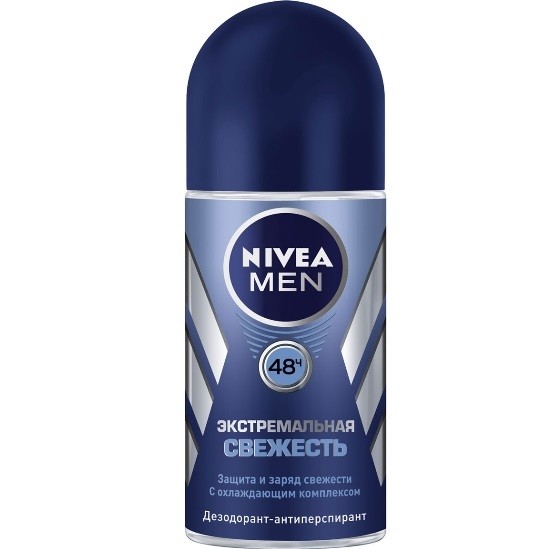 NIVEA
MEN
48ч
ЭКСТРЕМАЛЬНАЯ
СВЕЖЕСТЬ
Защита и заряд свежести
С охлаждающим комплексом
Дезодорант-антиперспирант